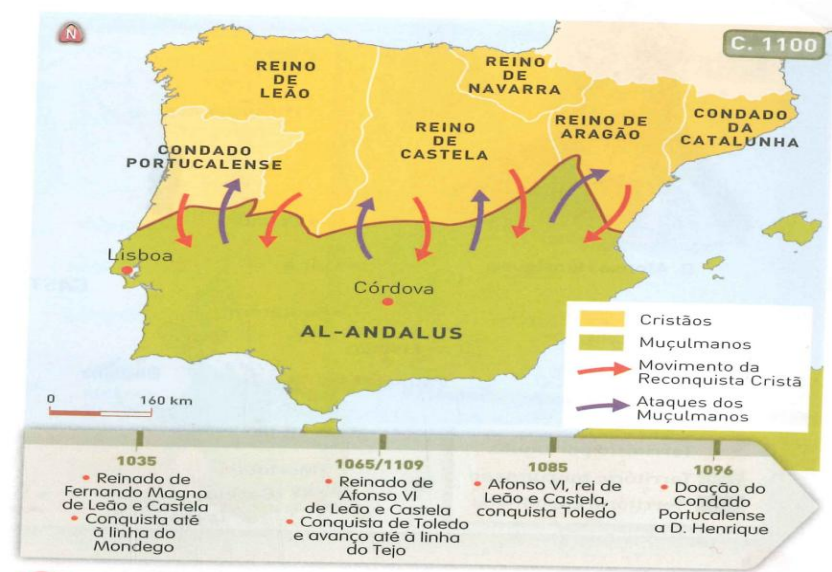 N
C. 1100
REINO
DE
LEÃO
REINO
DE
NAVARRA
REINO
DE
CASTELA
REINO DE
ARAGÃO
CONDADO
DA
CATALUNHA
CONDADO
PORTUCALENSE
Lisboa
Córdova
AL-ANDALUS
Cristãos
Muçulmanos
Movimento da
Reconquista Cristã
Ataques dos
Muçulmanos
0 160 km
1035
• Reinado de
Fernando Magno
de Leão e Castela
• Conquista até
à linha do
Mondego
1065/1109
• Reinado de
Afonso VI
de Leão e Castela
• Conquista de Toledo
e avanço até à linha
do Tejo
1085
• Afonso VI, rei de
Leão e Castela,
conquista Toledo
1096
• Doação do
Condado
Portucalense
a D. Henrique